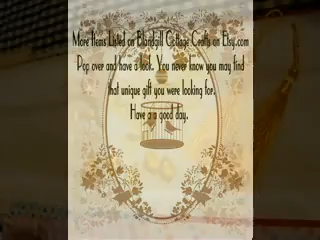 More Items Listed on Blandgill Cottage Crafts on Etsy.com
Pop over and have a look. You never know you may find
that unique gift you were looking for.
Have a a good day.